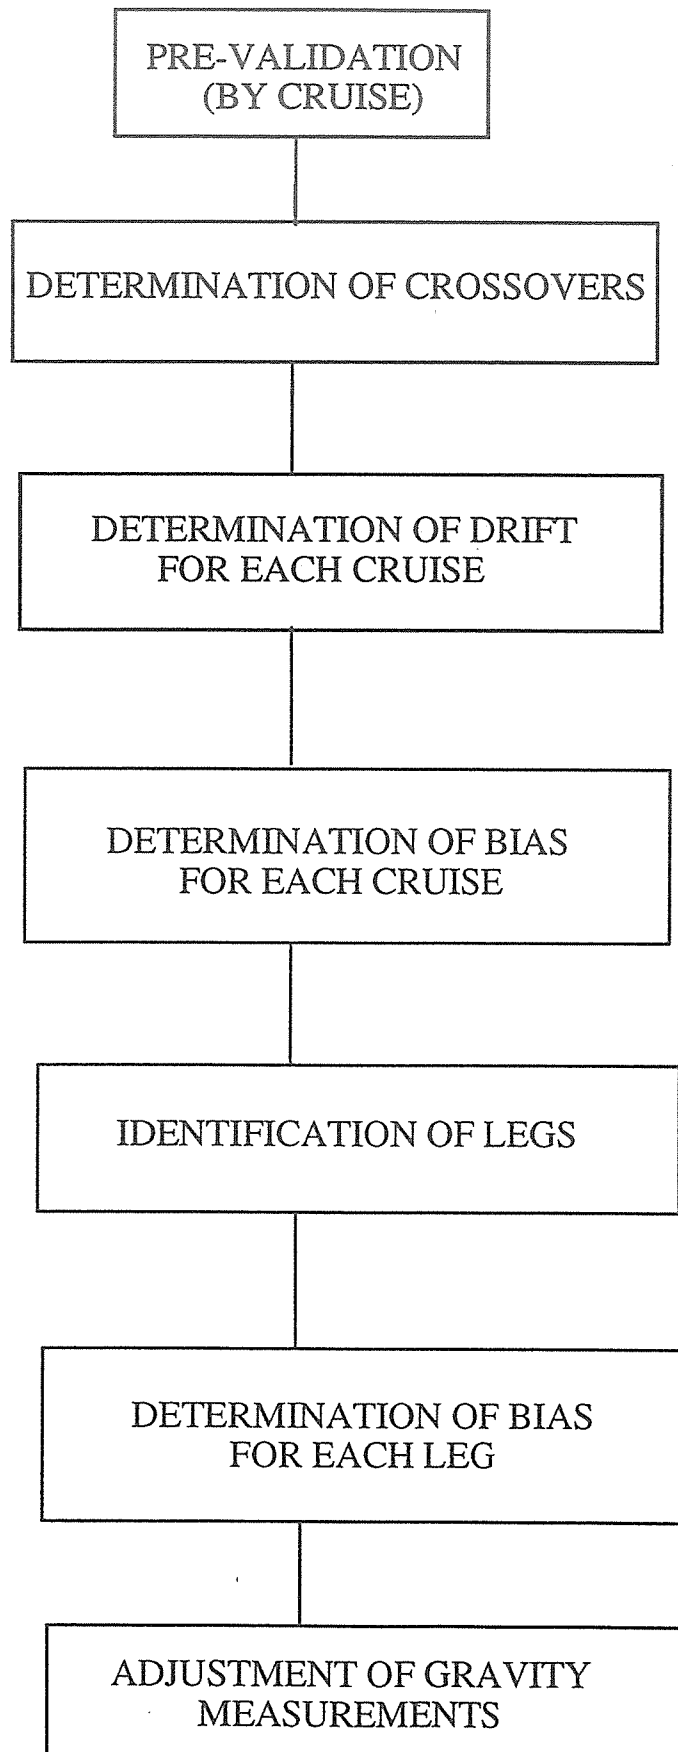 PRE-VALIDATION
(BY CRUISE)
DETERMINATION OF CROSSOVERS
DETERMINATION OF DRIFT
FOR EACH CRUISE
DETERMINATION OF BIAS
FOR EACH CRUISE
IDENTIFICATION OF LEGS
DETERMINATION OF BIAS
FOR EACH LEG
ADJUSTMENT OF GRAVITY
MEASUREMENTS